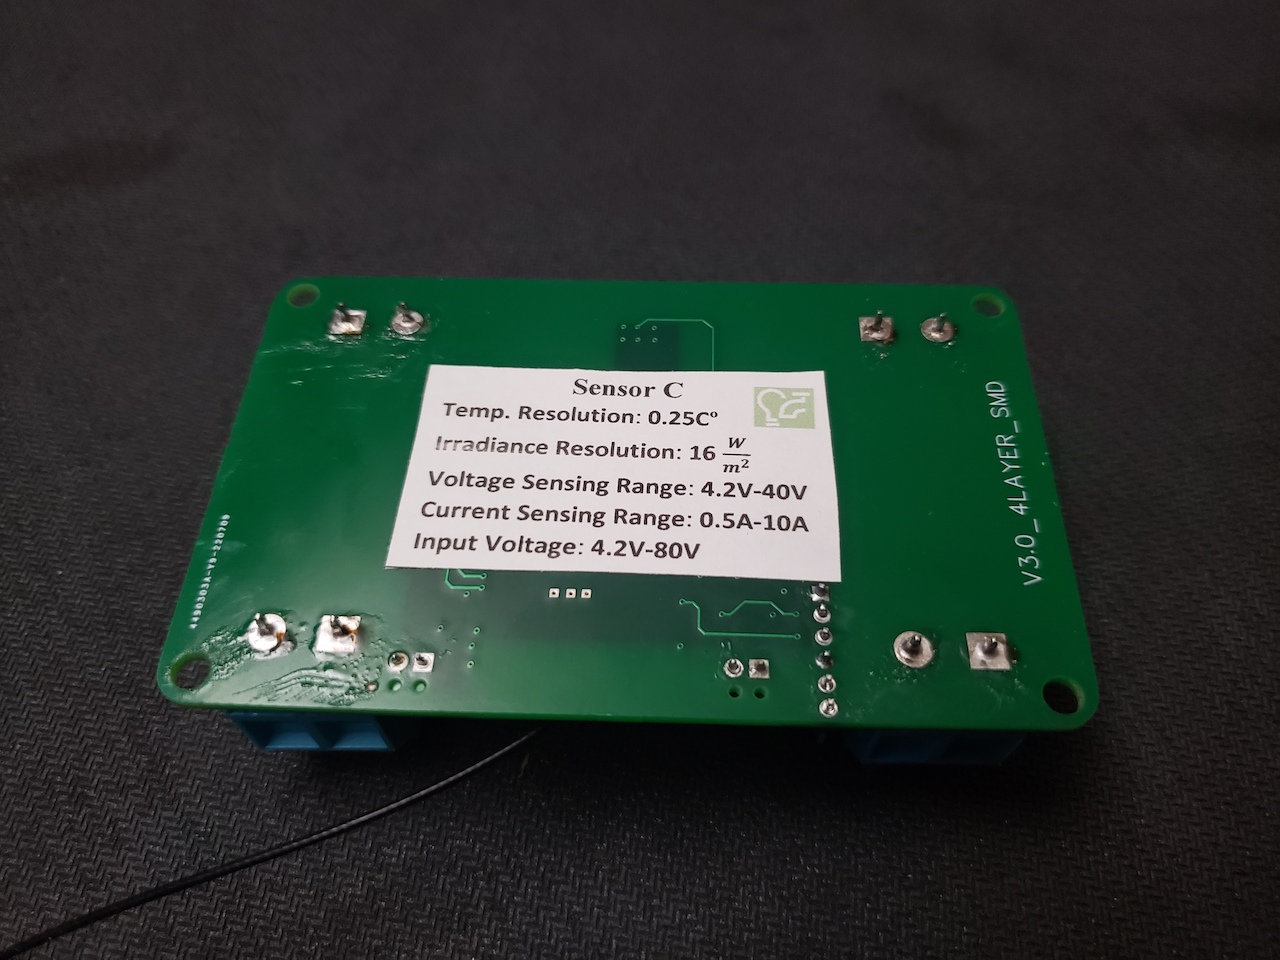 Sensor C
Temp. Resolution: 0.25Cº
Irradiance Resolution: 16 W/m²
Voltage Sensing Range: 4.2V-40V
Current Sensing Range: 0.5A-10A
Input Voltage: 4.2V-80V
V3.0_4LAYER_SMD